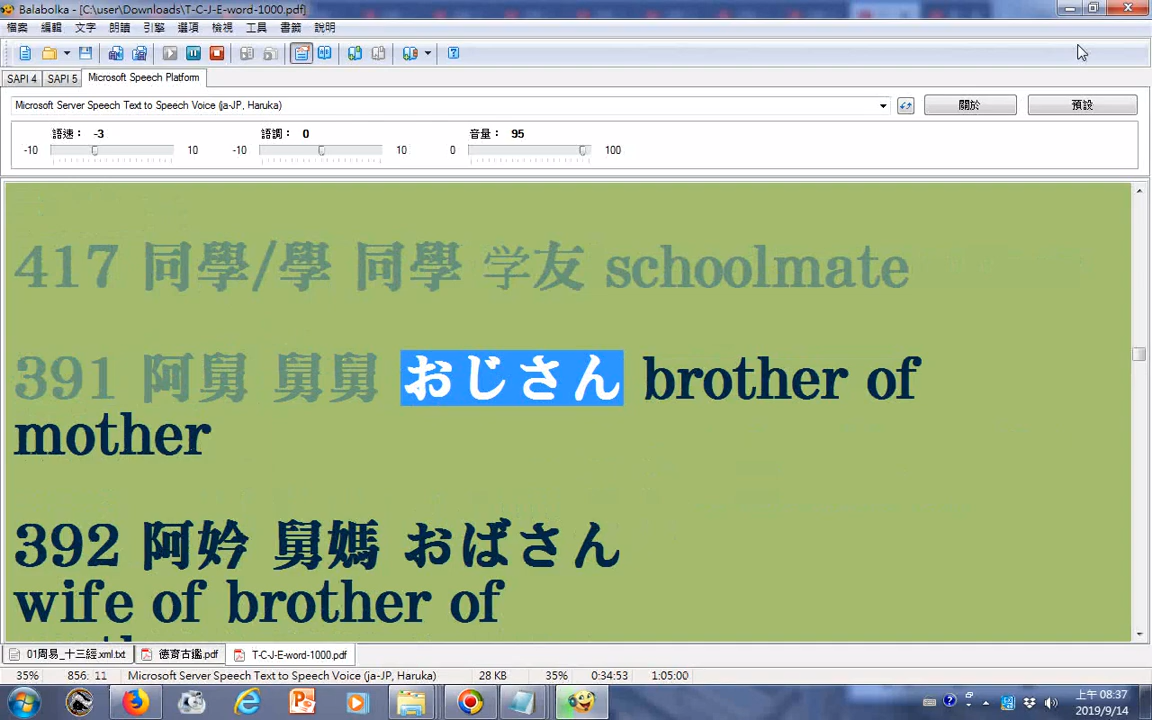 Balabolka - [C:\user\Downloads\T-C-J-E-word-1000.pdf]
檔案 編輯 文字 朗讀 引擎 選項 檢視 工具 書籤 說明
SAPI 4 SAPI 5 Microsoft Speech Platform
Microsoft Server Speech Text to Speech Voice (ja-JP, Haruka) 關於 預設
語速： -3 語調： 0 音量： 95
-10 10 -10 10 0 100
417 同學/學 同學 学友 schoolmate
391 阿舅 舅舅 おじさん brother of
mother
392 阿妗 舅媽 おばさん
wife of brother of
01周易_十三經.xml.txt 德育古鑑.pdf T-C-J-E-word-1000.pdf
35% 856. 11 Microsoft Server Speech Text to Speech Voice (ja-JP, Haruka) 28 KB 35% 0:34:53 1:05:00
上午 08:37
2019/9/14